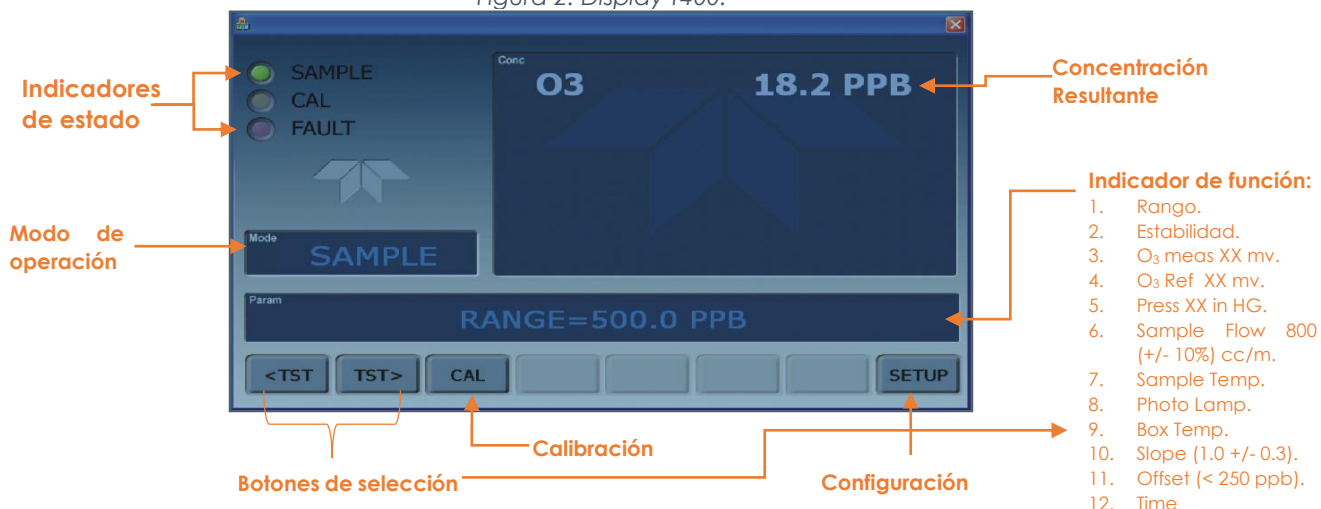 Figura 2. Display T400.
SAMPLE
CAL
FAULT
Conc
O3 18.2 PPB
Indicadores
de estado
Concentración
Resultante
Modo de
operación
Mode
SAMPLE
Param
RANGE=500.0 PPB
<TST TST> CAL SETUP
Indicador de función:
1. Rango.
2. Estabilidad.
3. O₃ meas XX mv.
4. O₃ Ref XX mv.
5. Press XX in HG.
6. Sample Flow 800
(+/- 10%) cc/m.
7. Sample Temp.
8. Photo Lamp.
9. Box Temp.
10. Slope (1.0 +/- 0.3).
11. Offset (< 250 ppb).
12. Time
Calibración
Botones de selección
Configuración